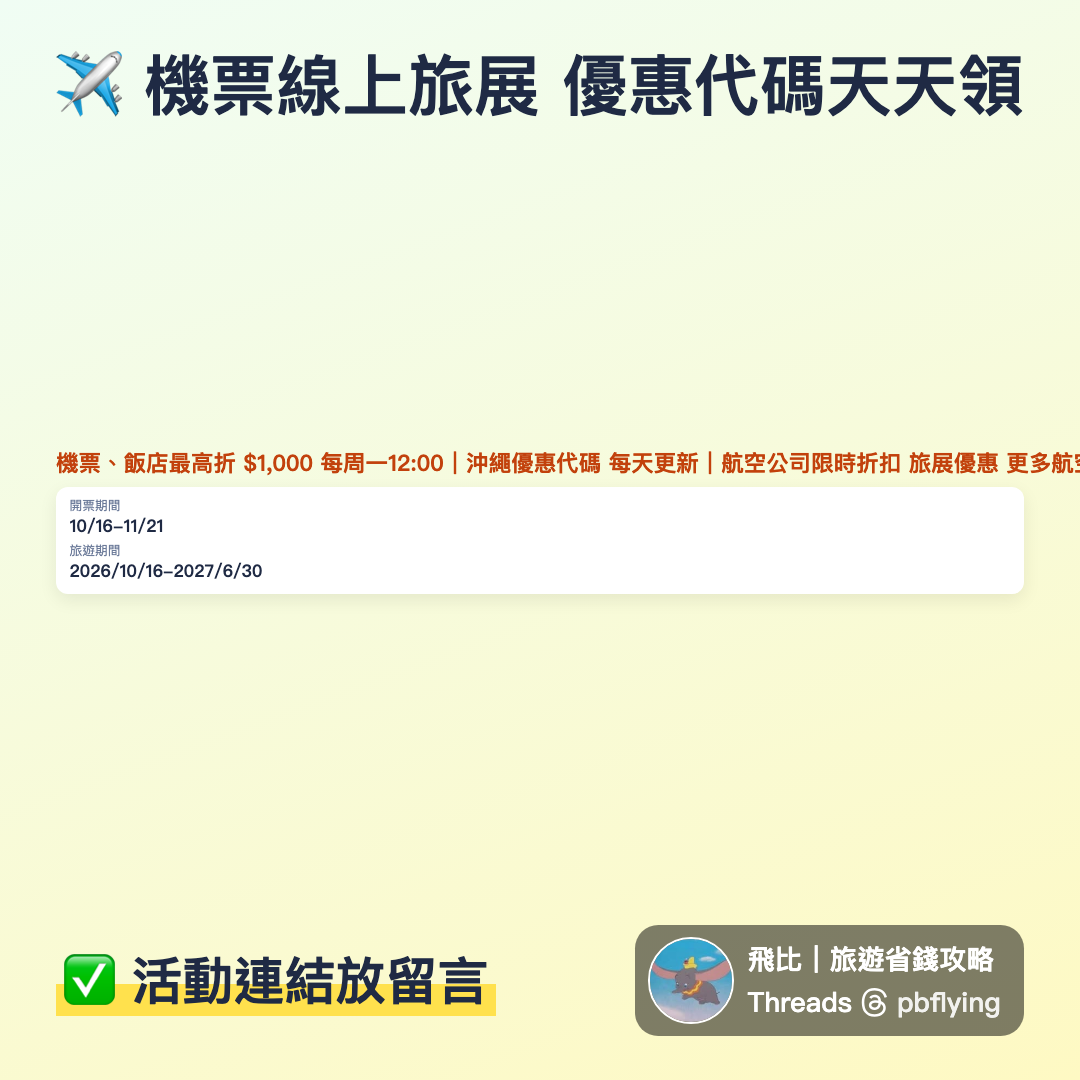 ✈️ 機票線上旅展 優惠代碼天天領
機票、飯店最高折 $1,000 每周一12:00｜沖繩優惠代碼 每天更新｜航空公司限時折扣 旅展優惠 更多航
開票期間
10/16–11/21
旅遊期間
2026/10/16–2027/6/30
✅ 活動連結放留言
飛比｜旅遊省錢攻略
Threads pbflying